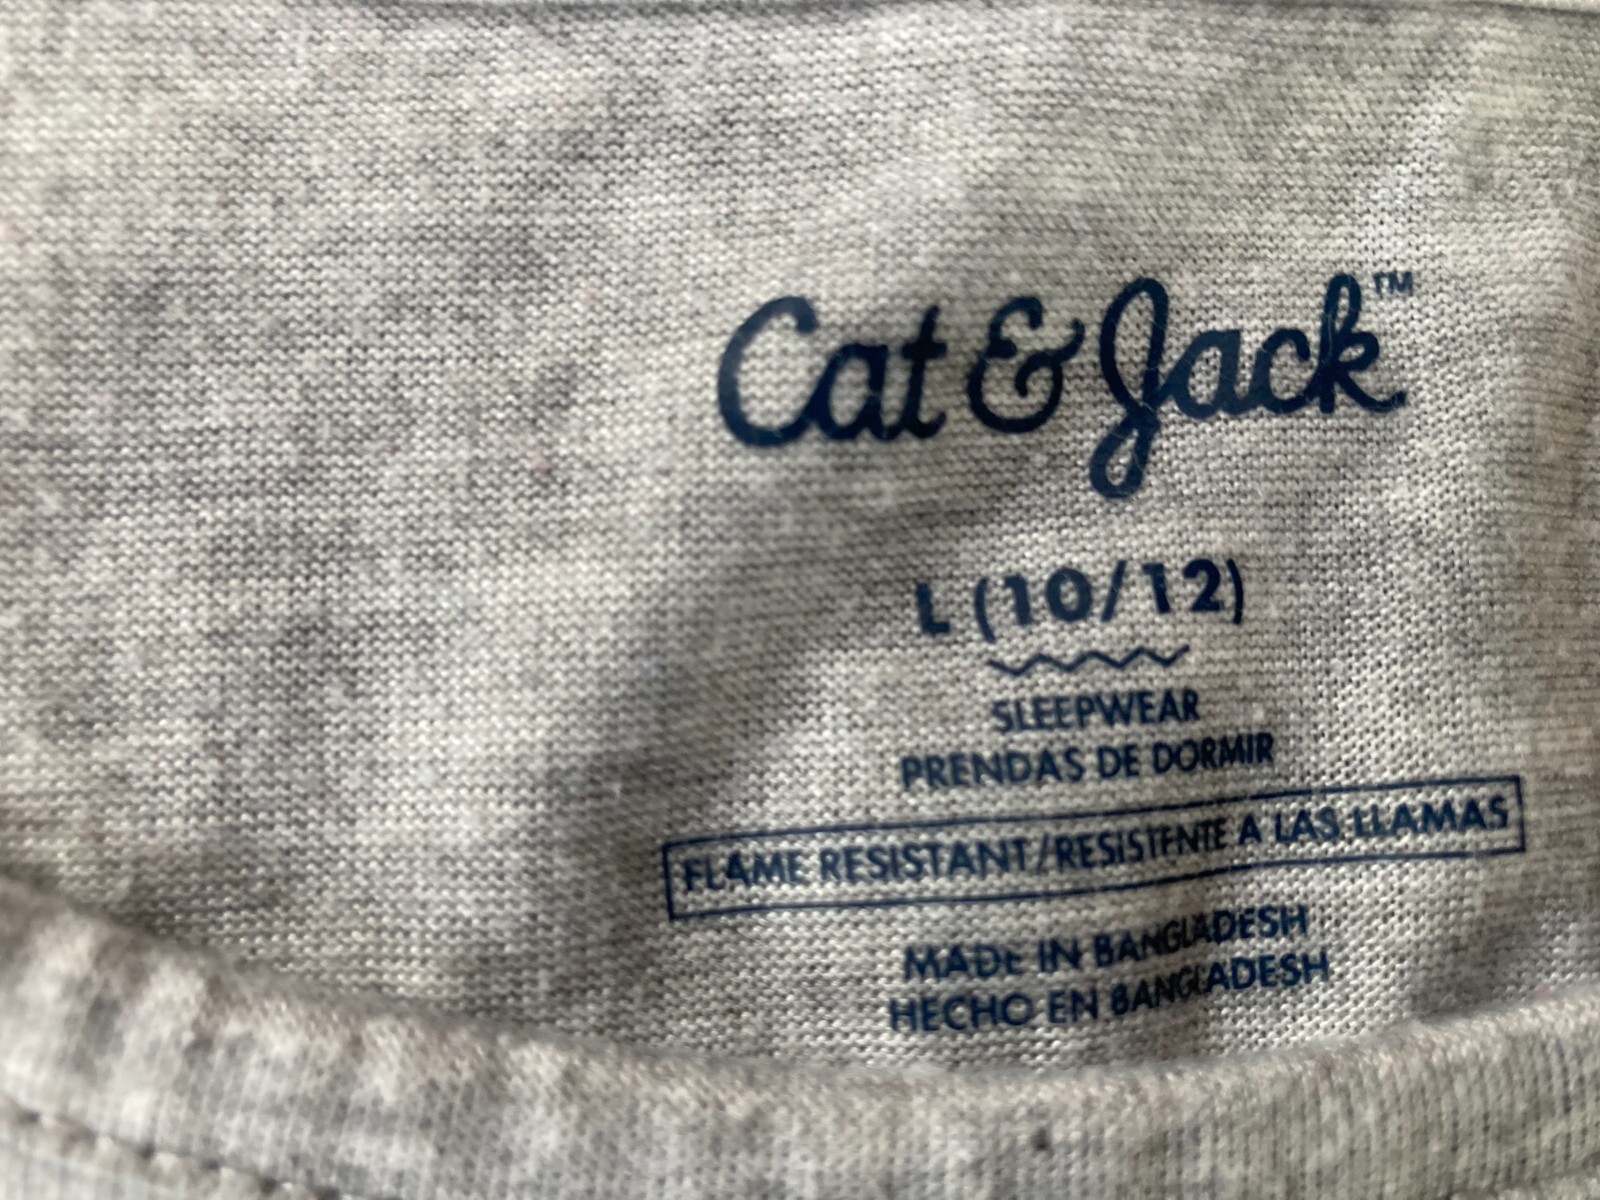 Cat & Jack™
L (10/12)
SLEEPWEAR
PRENDAS DE DORMIR
FLAME RESISTANT/RESISTENTE A LAS LLAMAS
MADE IN BANGLADESH
HECHO EN BANGLADESH